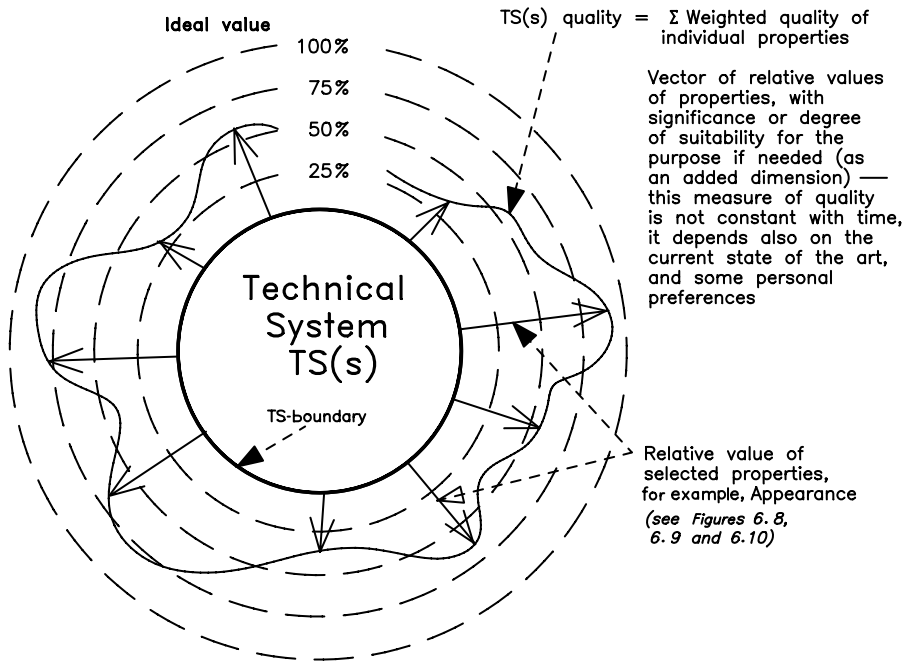 Ideal value
100%
75%
50%
25%
TS(s) quality = Σ Weighted quality of
individual properties
Vector of relative values
of properties, with
significance or degree
of suitability for the
purpose if needed (as
an added dimension) —
this measure of quality
is not constant with time,
it depends also on the
current state of the art,
and some personal
preferences
Technical
System
TS(s)
TS-boundary
Relative value of
selected properties,
for example, Appearance
(see Figures 6.8,
6.9 and 6.10)